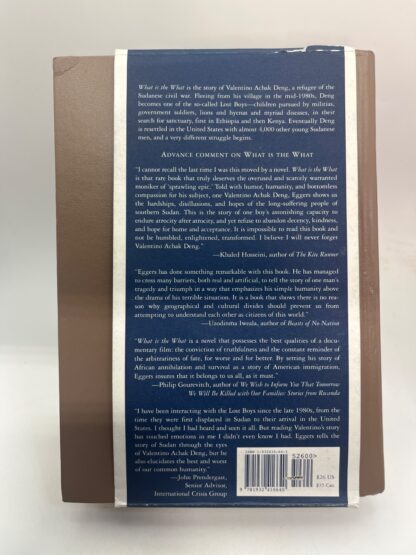 What is the What is the story of Valentino Achak Deng, a refugee of the
Sudanese civil war. Fleeing from his village in the mid-1980s, Deng
becomes one of the so-called Lost Boys—children pursued by militias,
government soldiers, lions and hyenas and myriad diseases, in
their search for sanctuary, first in Ethiopia and then Kenya. Eventually Deng
is resettled in the United States with almost 4,000 other young Sudanese
men, and a very different struggle begins.
ADVANCE COMMENT ON WHAT IS THE WHAT
"I cannot recall the last time I was this moved by a novel. What is the What
is that rare book that truly deserves the overused and scarcely warranted
moniker of 'sprawling epic.' Told with humor, humanity, and bottomless
compassion for his subject, one Valentino Achak Deng, Eggers shows us
the hardships, disillusions, and hopes of the long-suffering people of
southern Sudan. This is the story of one boy's astonishing capacity to
endure atrocity after atrocity, and yet refuse to abandon decency, kindness,
and hope for home and acceptance. It is impossible to read this book and
not be humbled, enlightened, transformed. I believe I will never forget
Valentino Achak Deng."
—Khaled Hosseini, author of The Kite Runner
"Eggers has done something remarkable with this book. He has managed
to cross many barriers, both real and artificial, to tell the story of one man's
tragedy and triumph in a way that emphasizes his simple humanity above
the drama of his terrible situation. It is a book that shows there is no rea-
son why geographical and cultural divides should prevent us from
attempting to understand each other as citizens of this world."
—Uzodinma Iweala, author of Beasts of No Nation
"What is the What is a novel that possesses the best qualities of a docu-
mentary film: the conviction of truthfulness and the constant reminder of
the arbitrariness of fate, for worse and for better. By setting his story of
African annihilation and survival as a story of American immigration,
Eggers insures that it belongs to us all, as it must."
—Philip Gourevitch, author of We Wish to Inform You That Tomorrow
We Will Be Killed with Our Families: Stories from Rwanda
"I have been interacting with the Lost Boys since the late 1980s, from the
time they were first displaced in Sudan to their arrival in the United
States. I thought I had heard and seen it all. But reading Valentino's story
has touched emotions in me I didn't even know I had. Eggers tells the
story of Sudan through the eyes
of Valentino Achak Deng, but he
also elucidates the best and worst
of our common humanity."
—John Prendergast,
Senior Advisor,
International Crisis Group
52600>
$26 US
$35 Can.
9 781932 416640